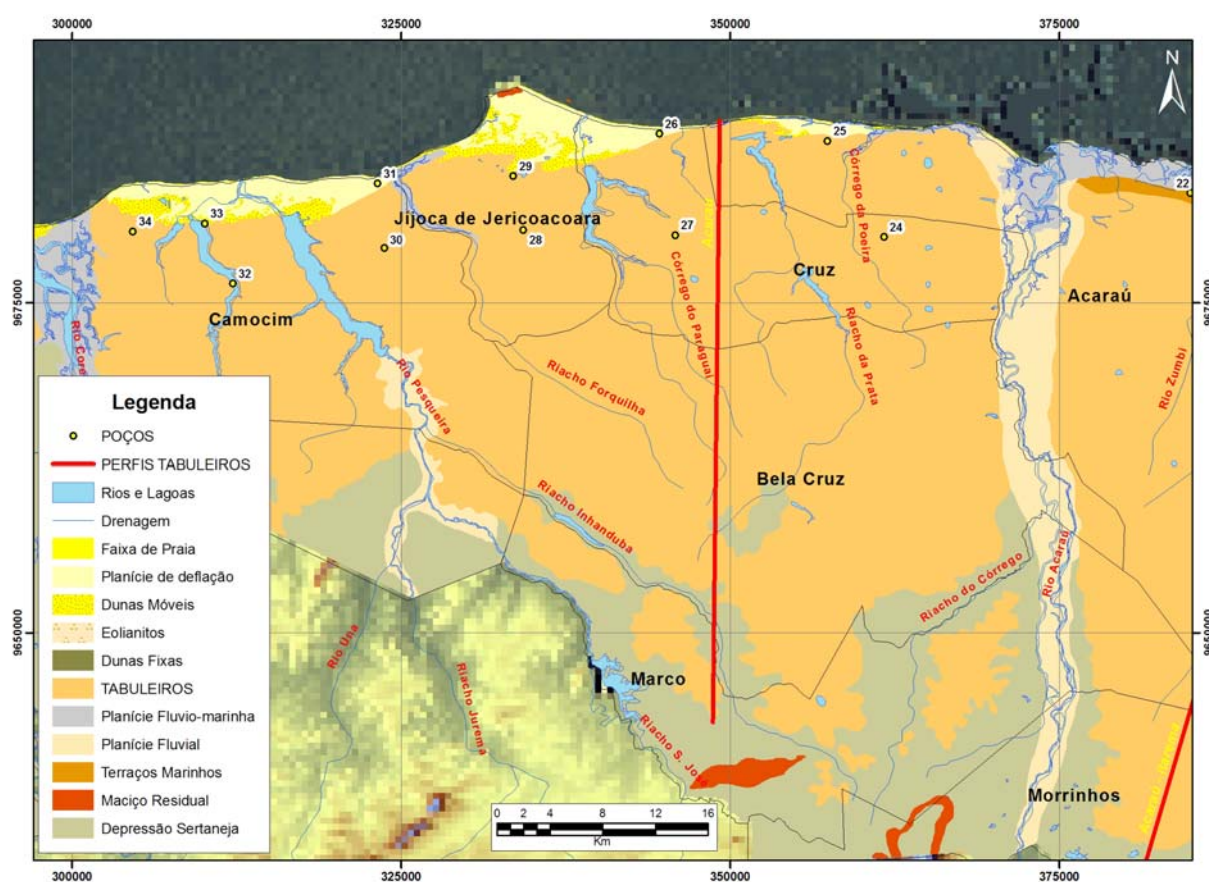 300000
325000
350000
375000
N
26
25
29
31
22
Acaraú
Córrego da Poeira
34
33
Jijoca de Jericoacoara
27
24
30
28
Cruz
32
9675000
9675000
Acaraú
Camocim
Córrego do Paraguai
Riacho da Prata
Rio Zumbi
Rio Pesqueira
Riacho Forquilha
Legenda
POÇOS
PERFIS TABULEIROS
Rios e Lagoas
Drenagem
Faixa de Praia
Planície de deflação
Dunas Móveis
Eolianitos
Dunas Fixas
TABULEIROS
Planície Fluvio-marinha
Planície Fluvial
Terraços Marinhos
Maciço Residual
Depressão Sertaneja
Bela Cruz
Riacho Inhanduba
Riacho do Córrego
Rio Acaraú
9650000
9650000
Rio Una
Marco
Riacho Jurema
Riacho S.
Morrinhos
0 2 4 8 12 16
Km
300000
325000
350000
375000